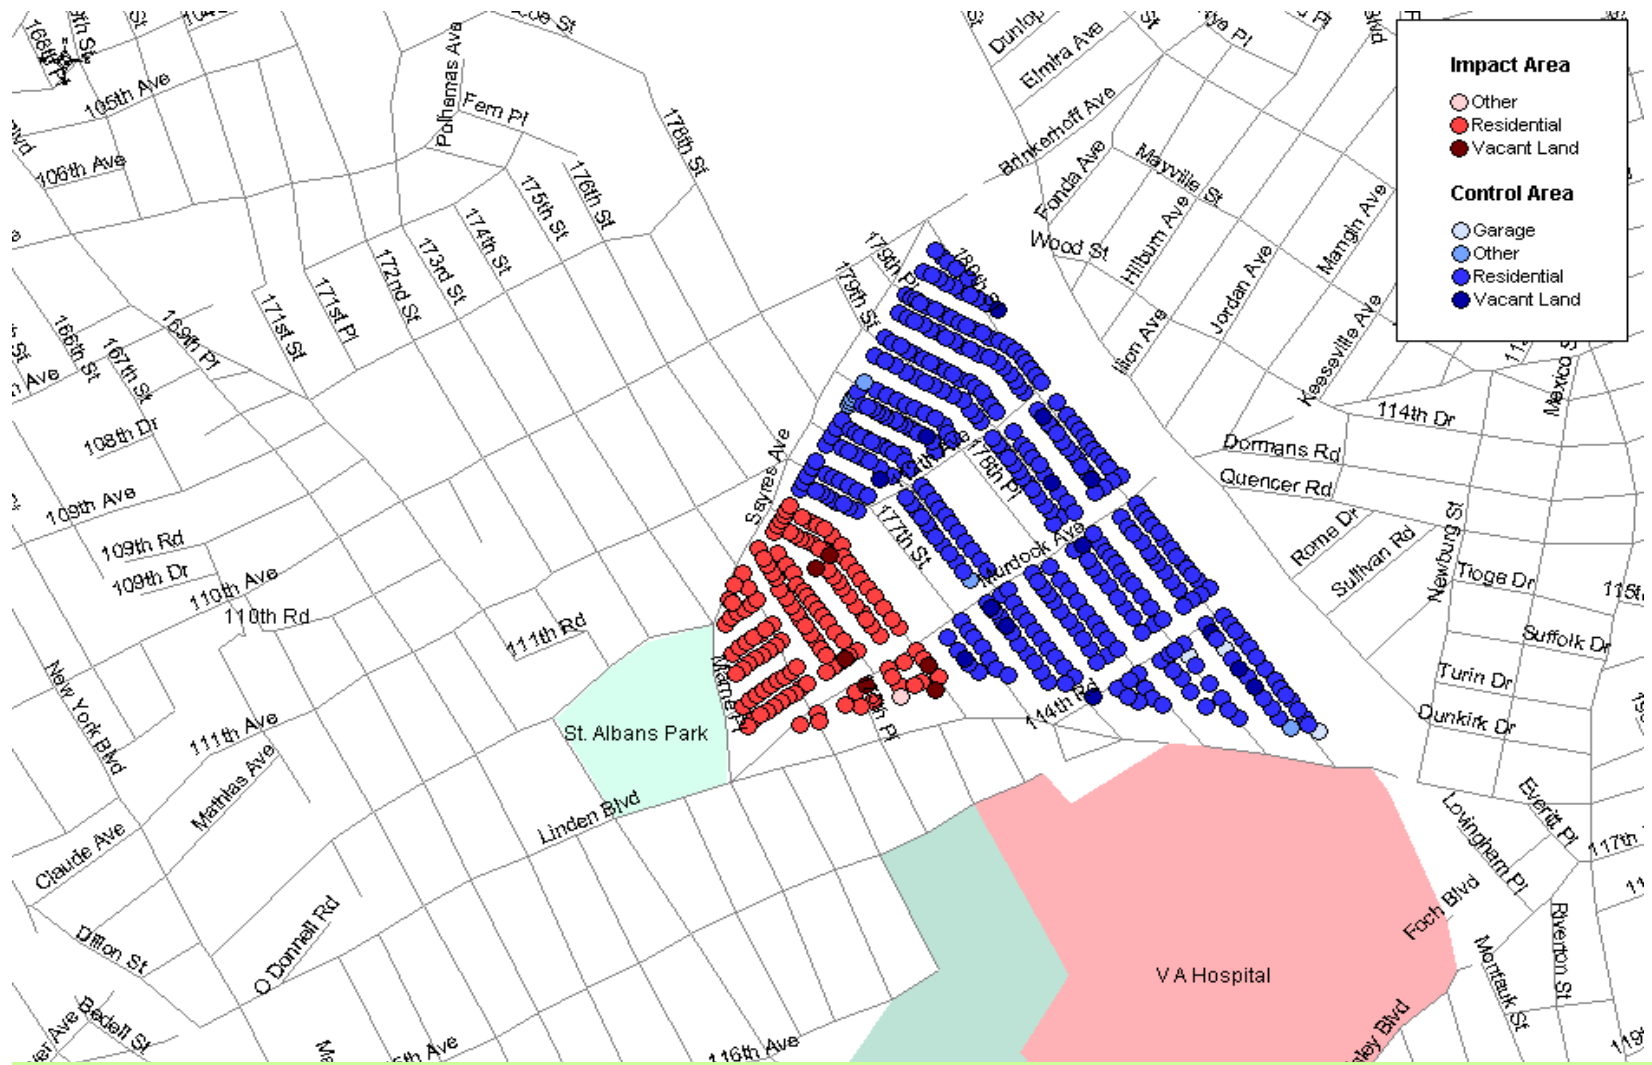 105th Ave
106th Ave
Polhamas Ave
Fern Pl
178th St
176th St
175th St
174th St
173rd St
172nd St
171st Pl
171st St
169th Pl
166th St
167th St
108th Dr
109th Ave
109th Rd
109th Dr
110th Ave
110th Rd
111th Rd
111th Ave
New York Blvd
Mathias Ave
Claude Ave
Dillon St
Bedell St
O Donnell Rd
Linden Blvd
116th Ave
St. Albans Park
Sayres Ave
179th St
179th Pl
180th St
178th Pl
177th St
Murdock Ave
114th Rd
V A Hospital
Elmira Ave
Brinkerhoff Ave
Fonda Ave
Mayville St
Wood St
Hilburn Ave
Jordan Ave
Mangin Ave
Ilion Ave
Keeseville Ave
114th Dr
Dormans Rd
Quencer Rd
Rome Dr
Sullivan Rd
Newburg St
Tioga Dr
Suffolk Dr
Turin Dr
Dunkirk Dr
Everitt Pl
Lovingham Pl
Foch Blvd
Riverton St
Montauk St
Impact Area
Other
Residential
Vacant Land
Control Area
Garage
Other
Residential
Vacant Land